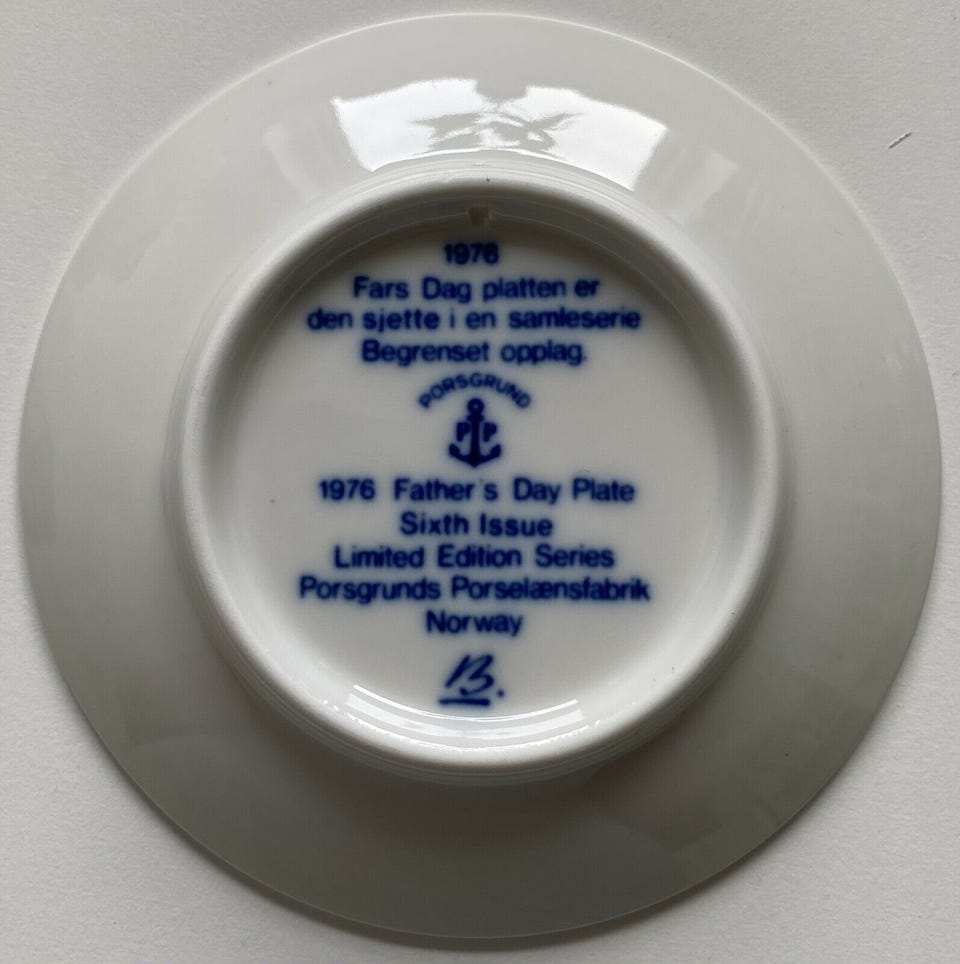 1976
Fars Dag platten er
den sjette i en samleserie
Begrenset opplag.
PORSGRUND
PP
1976 Father's Day Plate
Sixth Issue
Limited Edition Series
Porsgrunds Porselænsfabrik
Norway
B.